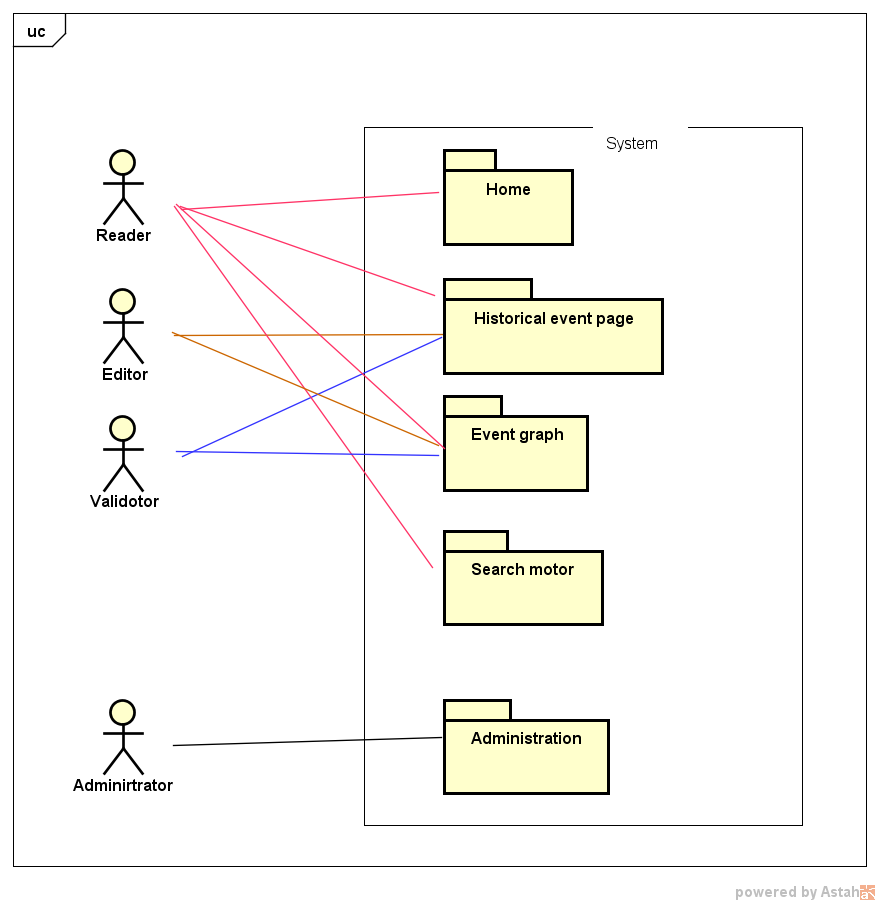 uc
System
Reader
Home
Editor
Historical event page
Validotor
Event graph
Search motor
Adminirtrator
Administration
powered by Astah